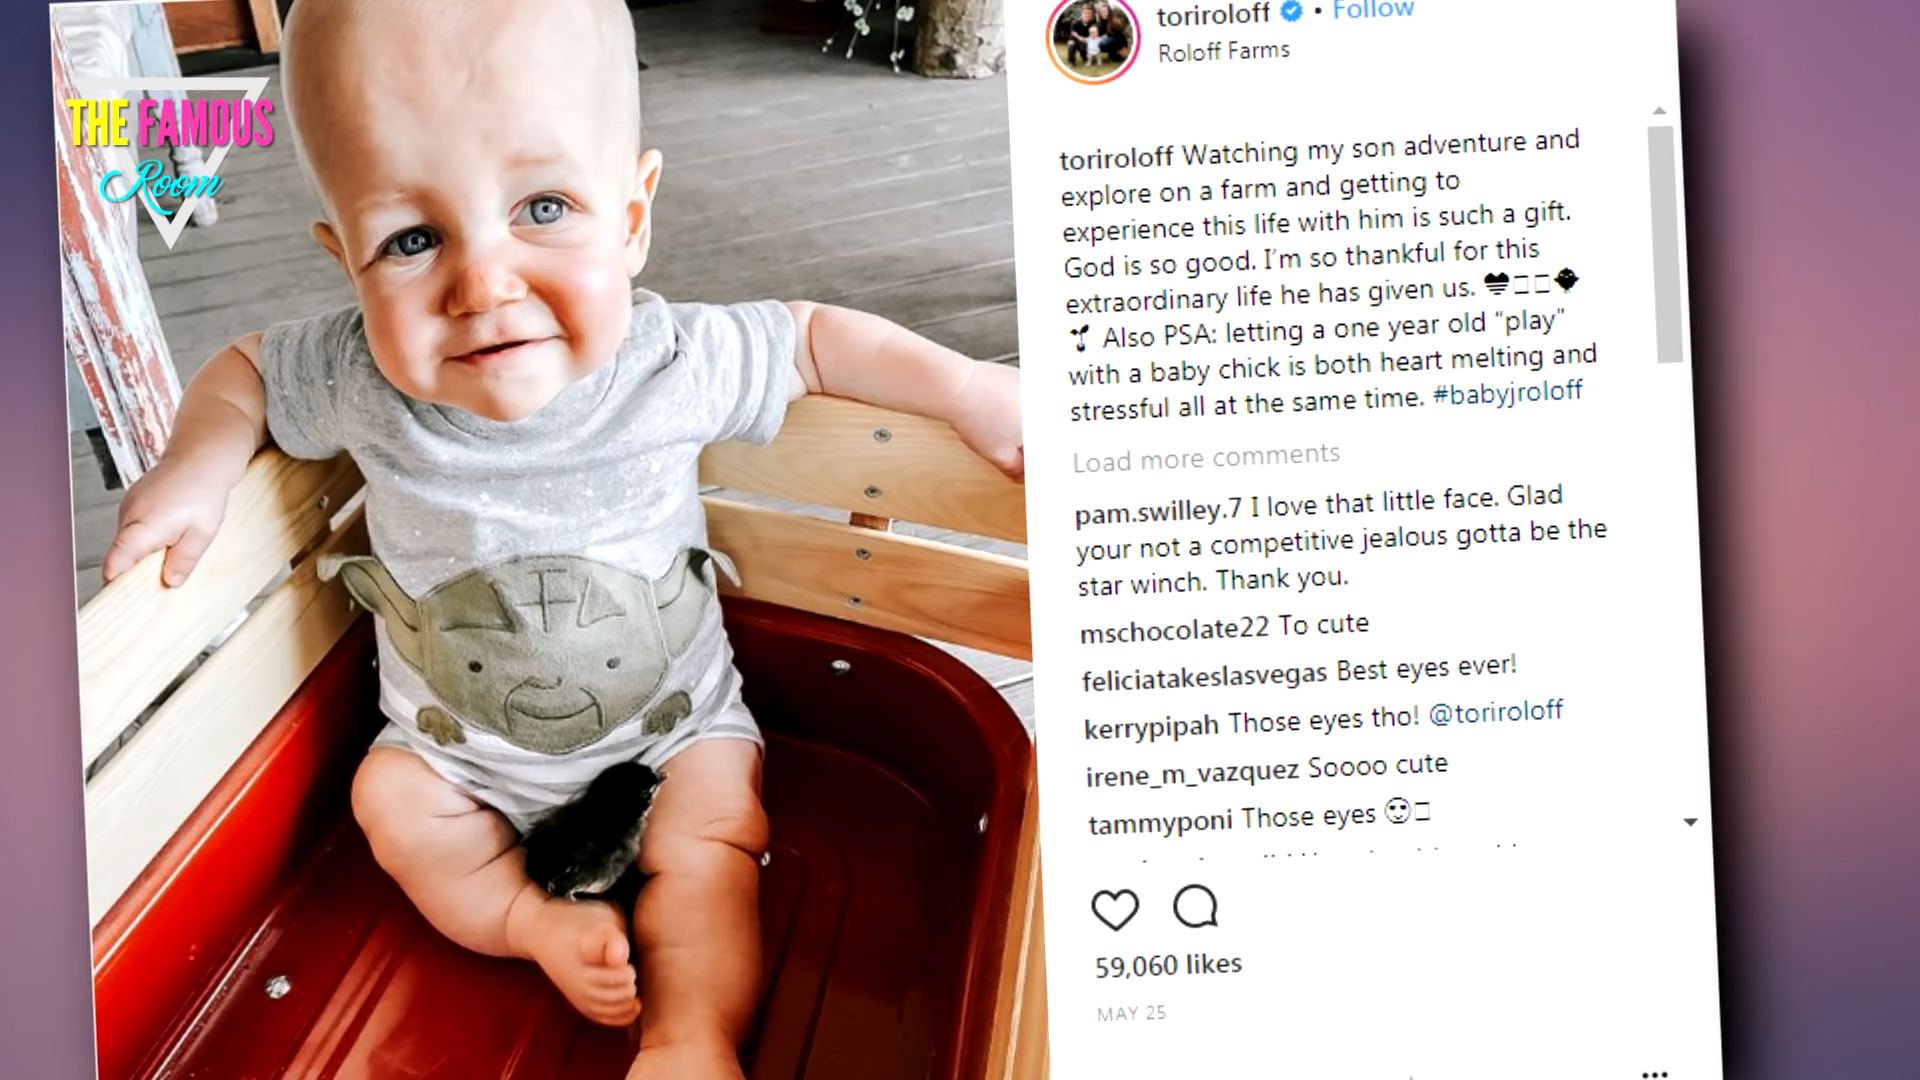 THE FAMOUS
Room
toriroloff • Follow
Roloff Farms
toriroloff Watching my son adventure and
explore on a farm and getting to
experience this life with him is such a gift.
God is so good. I'm so thankful for this
extraordinary life he has given us.
Also PSA: letting a one year old “play”
with a baby chick is both heart melting and
stressful all at the same time. #babyjroloff
Load more comments
pam.swilley.7 I love that little face. Glad
your not a competitive jealous gotta be the
star winch. Thank you.
mschocolate22 To cute
feliciatakeslasvegas Best eyes ever!
kerrypipah Those eyes tho! @toriroloff
irene_m_vazquez Soooo cute
tammyponi Those eyes
59,060 likes
MAY 25